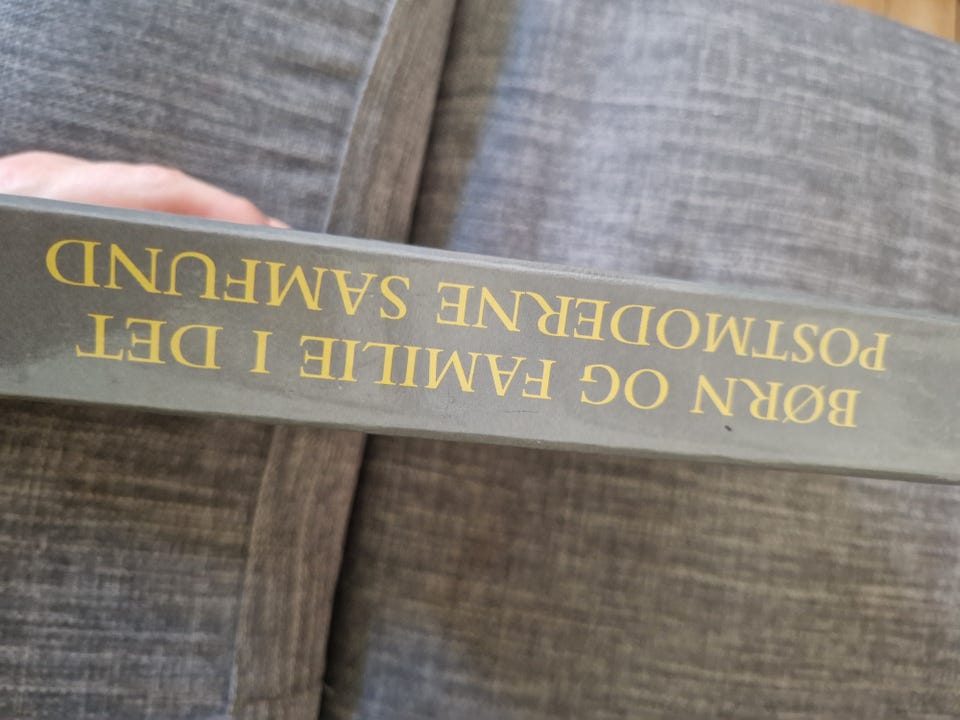 BØRN OG FAMILIE I DET
POSTMODERNE SAMFUND